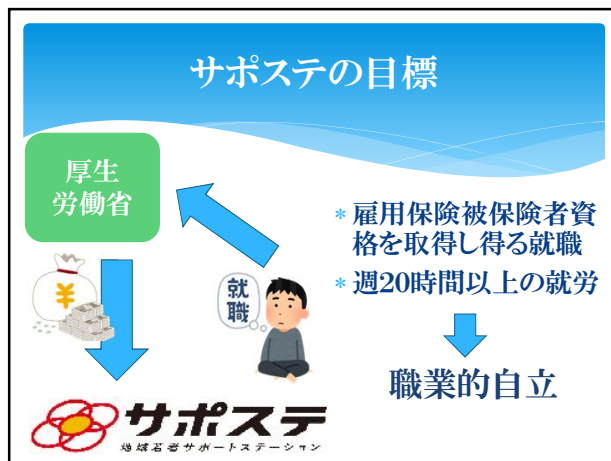 サポステの目標
厚生
労働省
* 雇用保険被保険者資
格を取得し得る就職
* 週20時間以上の就労
¥
就
職
職業的自立
サポステ
地域若者サポートステーション